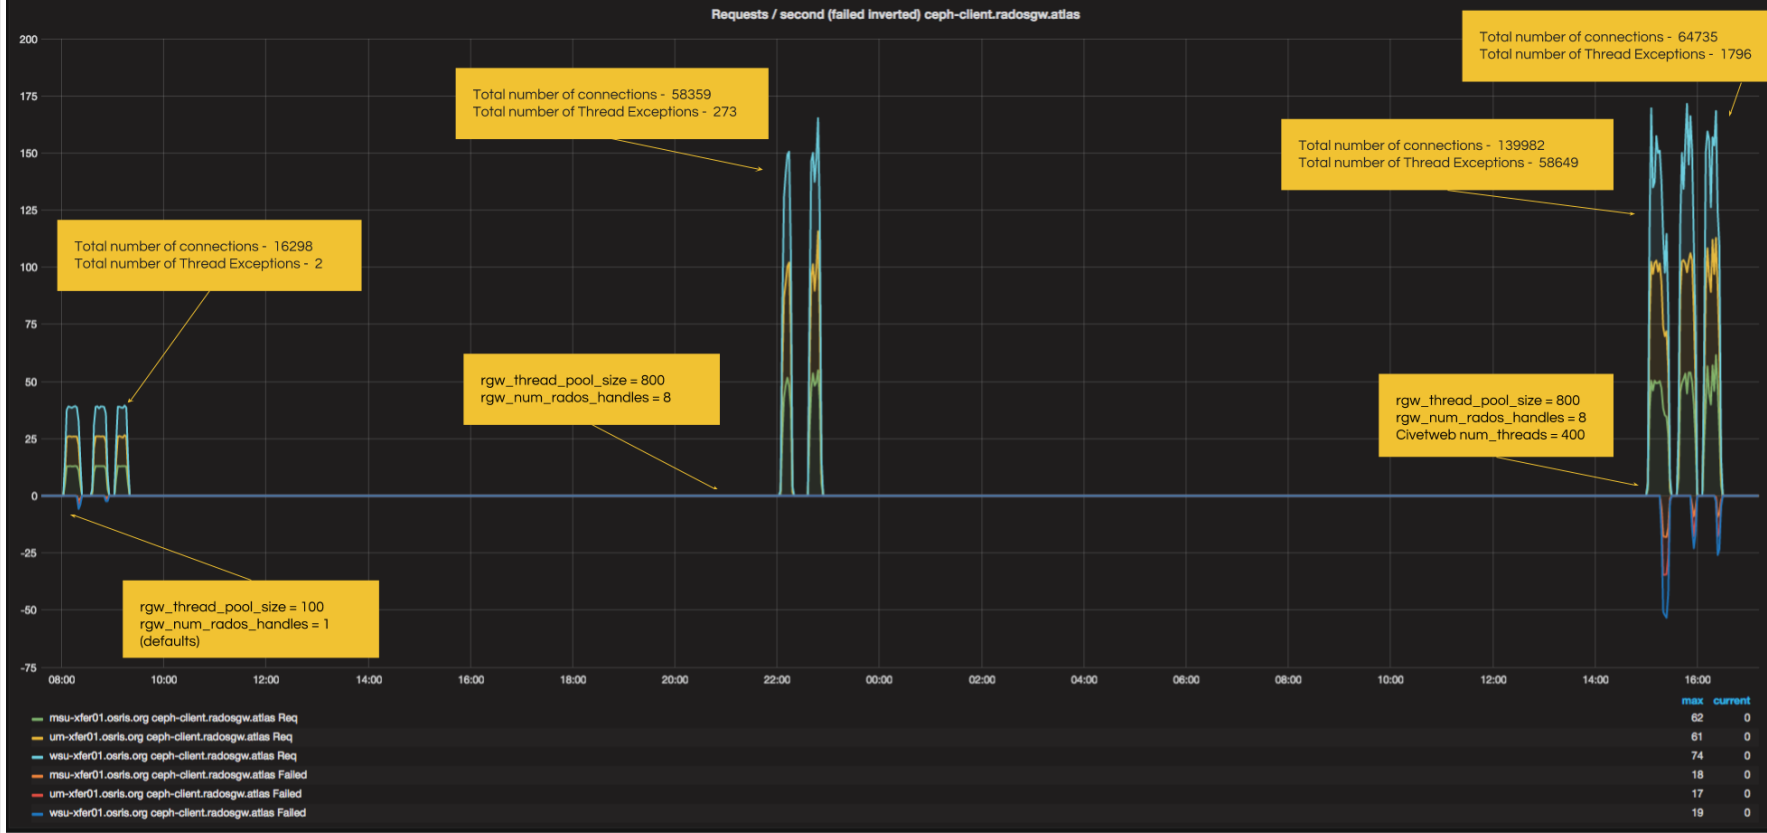 Requests / second (failed inverted) ceph-client.radosgw.atlas
Total number of connections - 64735
Total number of Thread Exceptions - 1796
Total number of connections - 58359
Total number of Thread Exceptions - 273
Total number of connections - 139982
Total number of Thread Exceptions - 58649
Total number of connections - 16298
Total number of Thread Exceptions - 2
rgw_thread_pool_size = 800
rgw_num_rados_handles = 8
rgw_thread_pool_size = 800
rgw_num_rados_handles = 8
Civetweb num_threads = 400
rgw_thread_pool_size = 100
rgw_num_rados_handles = 1
(defaults)
200
175
150
125
100
75
50
25
0
-25
-50
-75
08:00 10:00 12:00 14:00 16:00 18:00 20:00 22:00 00:00 02:00 04:00 06:00 08:00 10:00 12:00 14:00 16:00
max current
msu-xfer01.osris.org ceph-client.radosgw.atlas Req 62 0
um-xfer01.osris.org ceph-client.radosgw.atlas Req 61 0
wsu-xfer01.osris.org ceph-client.radosgw.atlas Req 74 0
msu-xfer01.osris.org ceph-client.radosgw.atlas Failed 18 0
um-xfer01.osris.org ceph-client.radosgw.atlas Failed 17 0
wsu-xfer01.osris.org ceph-client.radosgw.atlas Failed 19 0